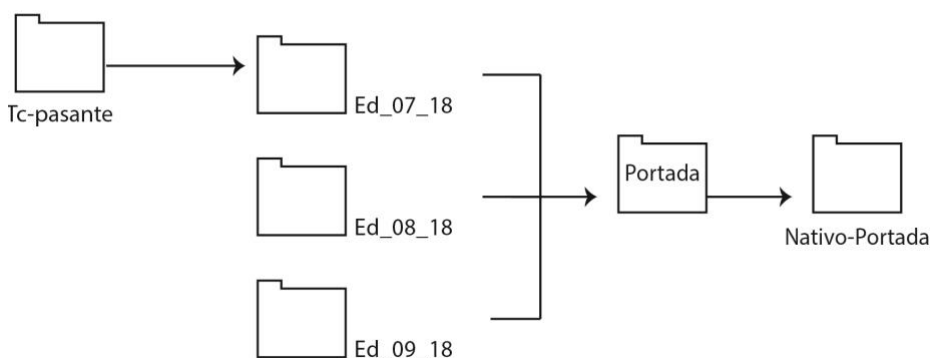 Tc-pasante
Ed_07_18
Ed_08_18
Ed_09_18
Portada
Nativo-Portada